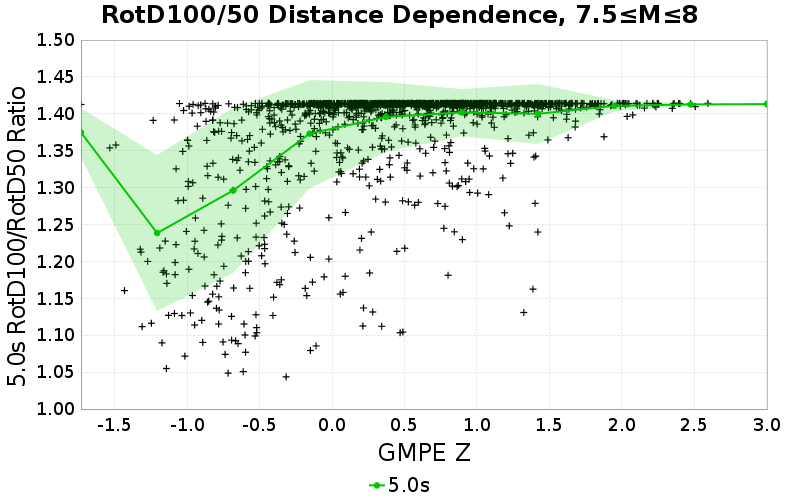 RotD100/50 Distance Dependence, 7.5≤M≤8
5.0s RotD100/RotD50 Ratio
1.50
1.45
1.40
1.35
1.30
1.25
1.20
1.15
1.10
1.05
1.00
-1.5 -1.0 -0.5 0.0 0.5 1.0 1.5 2.0 2.5 3.0
GMPE Z
5.0s